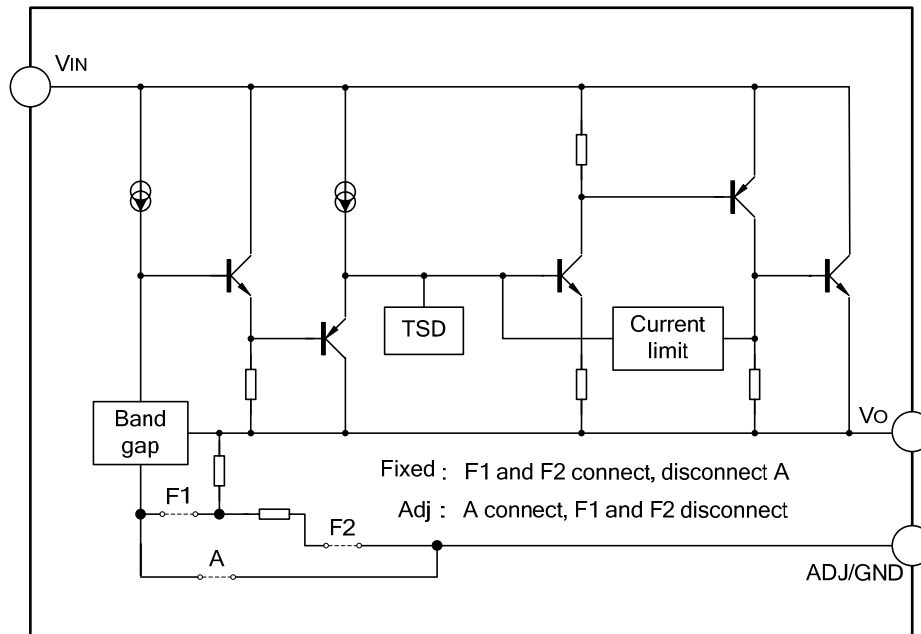 VIN
TSD
Current
limit
Band
gap
VO
Fixed : F1 and F2 connect, disconnect A
Adj : A connect, F1 and F2 disconnect
F1
F2
A
ADJ/GND